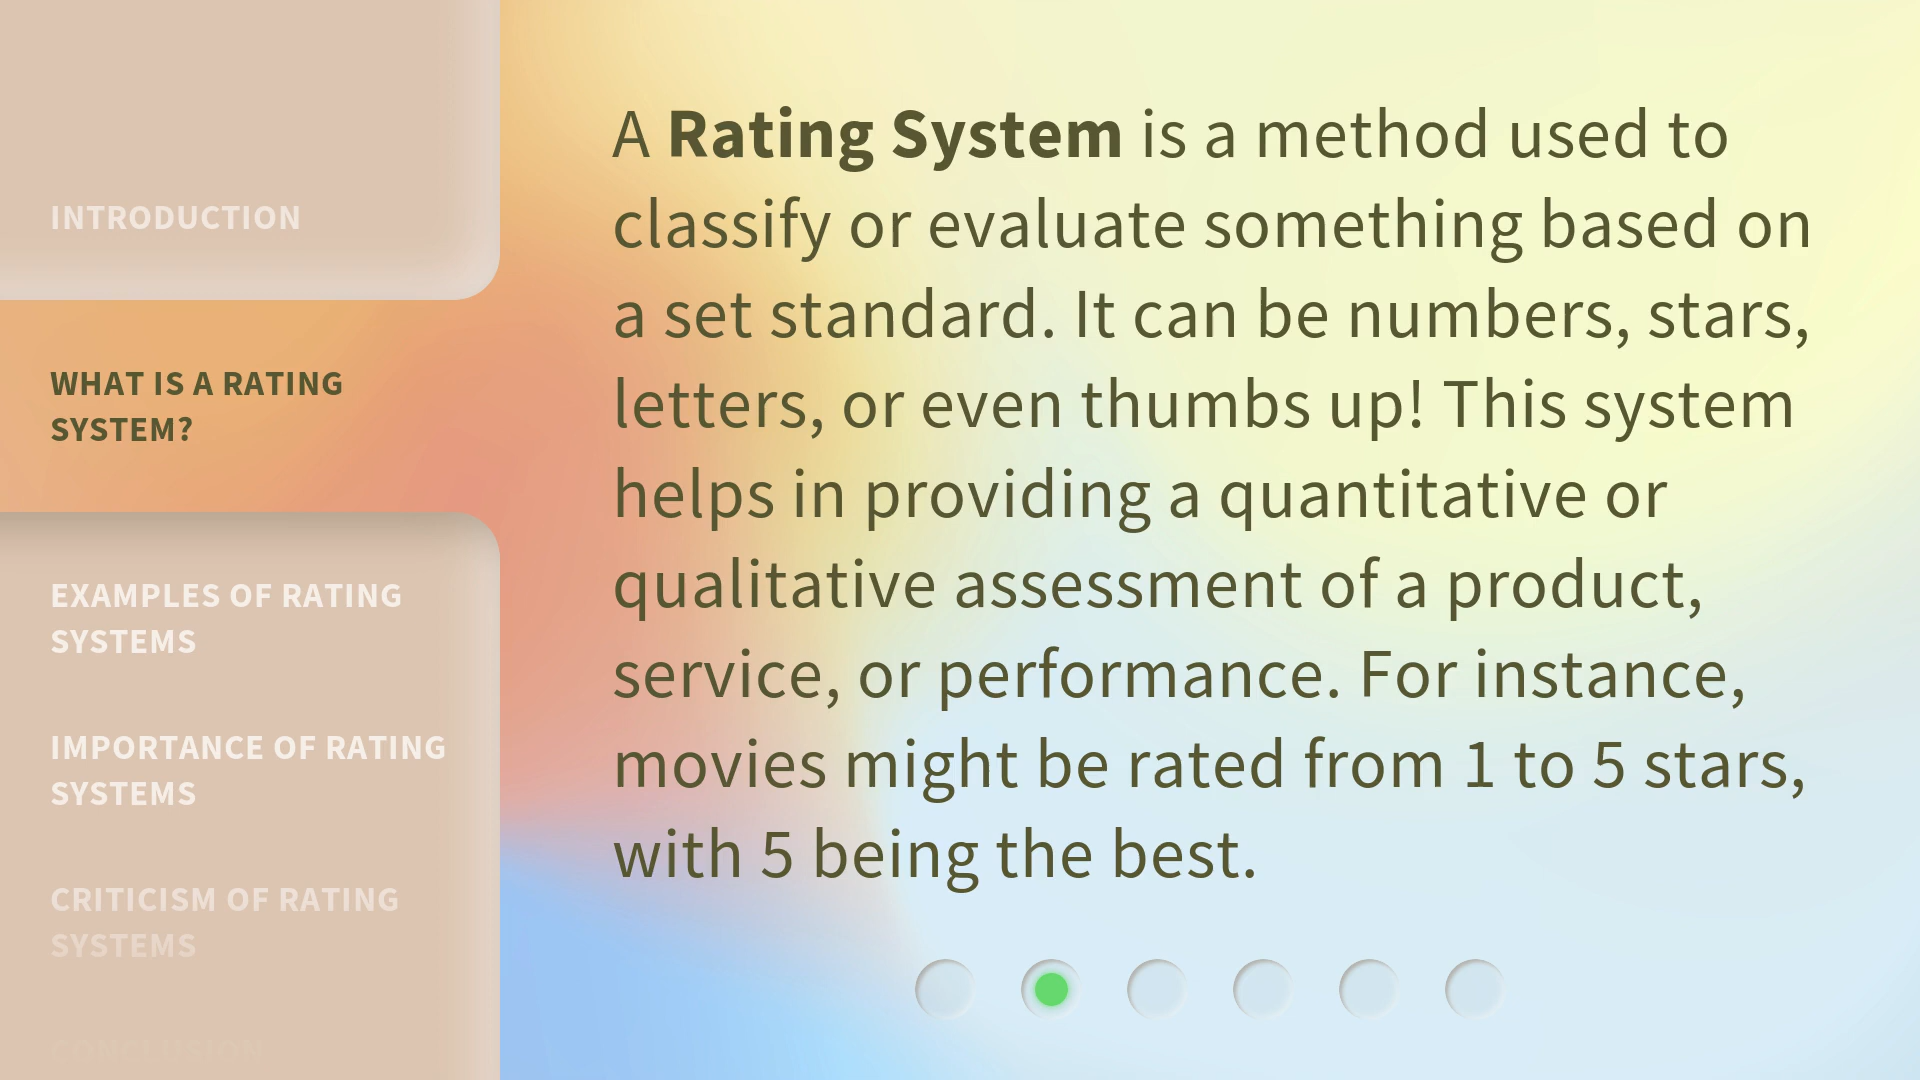 INTRODUCTION
WHAT IS A RATING
SYSTEM?
EXAMPLES OF RATING
SYSTEMS
IMPORTANCE OF RATING
SYSTEMS
CRITICISM OF RATING
SYSTEMS
CONCLUSION
A Rating System is a method used to
classify or evaluate something based on
a set standard. It can be numbers, stars,
letters, or even thumbs up! This system
helps in providing a quantitative or
qualitative assessment of a product,
service, or performance. For instance,
movies might be rated from 1 to 5 stars,
with 5 being the best.